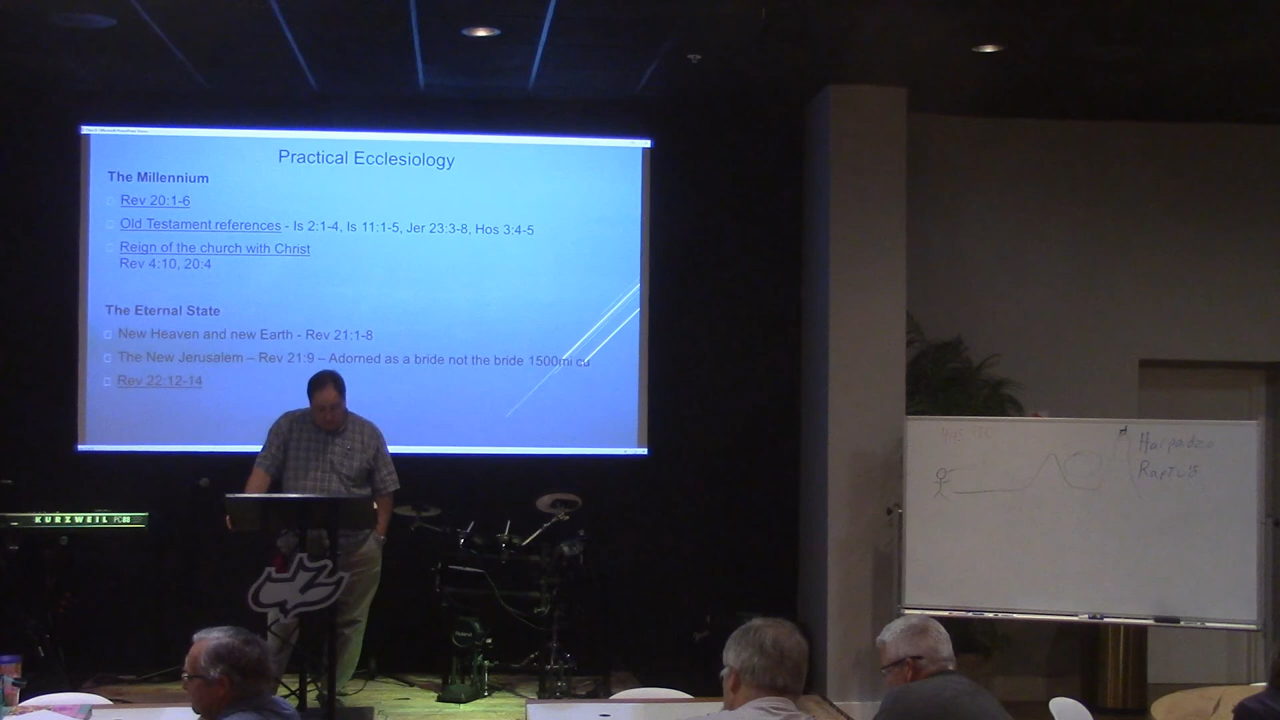 Practical Ecclesiology
The Millennium
Rev 20:1-6
Old Testament references - Is 2:1-4, Is 11:1-5, Jer 23:3-8, Hos 3:4-5
Reign of the church with Christ
Rev 4:10, 20:4
The Eternal State
New Heaven and new Earth - Rev 21:1-8
The New Jerusalem – Rev 21:9 – Adorned as a bride not the bride 1500mi cu
Rev 22:12-14
KURZWEIL PC88
Roland
Harpadzo
Raptus